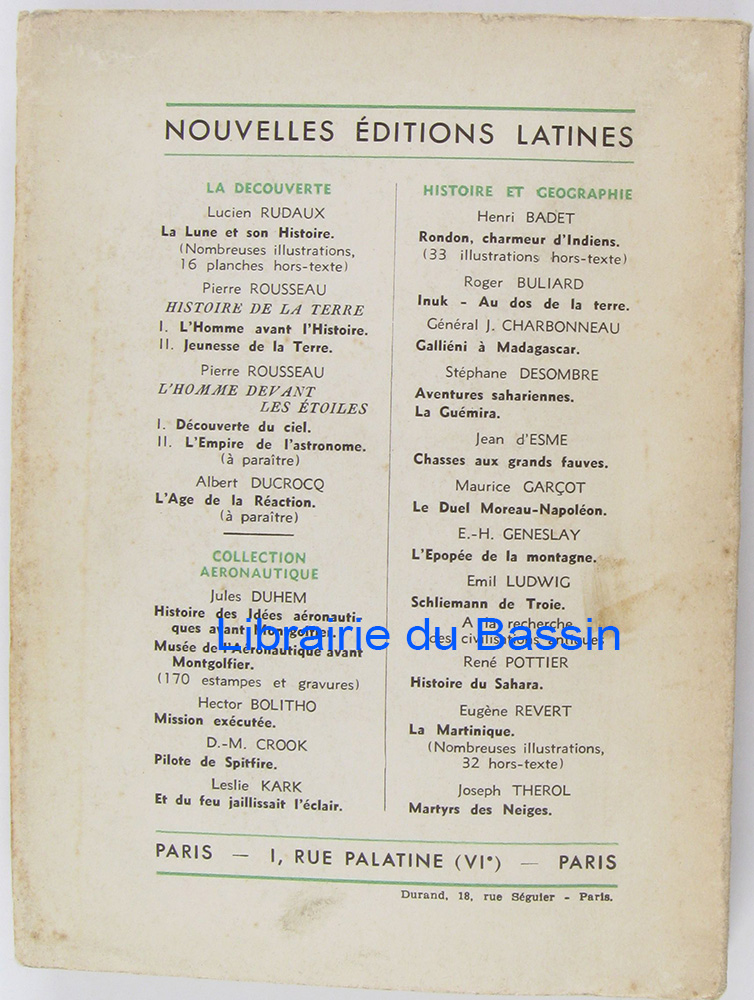 NOUVELLES ÉDITIONS LATINES
LA DECOUVERTE
Lucien RUDAUX
La Lune et son Histoire.
(Nombreuses illustrations,
16 planches hors-texte)
Pierre ROUSSEAU
HISTOIRE DE LA TERRE
I. L'Homme avant l'Histoire.
II. Jeunesse de la Terre.
Pierre ROUSSEAU
L'HOMME DEVANT
LES ÉTOILES
I. Découverte du ciel.
II. L'Empire de l'astronome.
(à paraître)
Albert DUCROCQ
L'Age de la Réaction.
(à paraître)
COLLECTION
AERONAUTIQUE
Jules DUHEM
Histoire des Idées aéronauti-
ques avant Montgolfier.
Musée de l'Aéronautique avant
Montgolfier.
(170 estampes et gravures)
Hector BOLITHO
Mission exécutée.
D.-M. CROOK
Pilote de Spitfire.
Leslie KARK
Et du feu jaillissait l'éclair.
HISTOIRE ET GEOGRAPHIE
Henri BADET
Rondon, charmeur d'Indiens.
(33 illustrations hors-texte)
Roger BULIARD
Inuk - Au dos de la terre.
Général J. CHARBONNEAU
Galliéni à Madagascar.
Stéphane DESOMBRE
Aventures sahariennes.
La Guémira.
Jean d'ESME
Chasses aux grands fauves.
Maurice GARÇOT
Le Duel Moreau-Napoléon.
E.-H. GENESLAY
L'Epopée de la montagne.
Emil LUDWIG
Schliemann de Troie.
A la recherche
des civilisations antiques
René POTTIER
Histoire du Sahara.
Eugène REVERT
La Martinique.
(Nombreuses illustrations,
32 hors-texte)
Joseph THEROL
Martyrs des Neiges.
Librairie du Bassin
PARIS — I, RUE PALATINE (VI°) — PARIS
Durand, 18, rue Séguier - Paris.